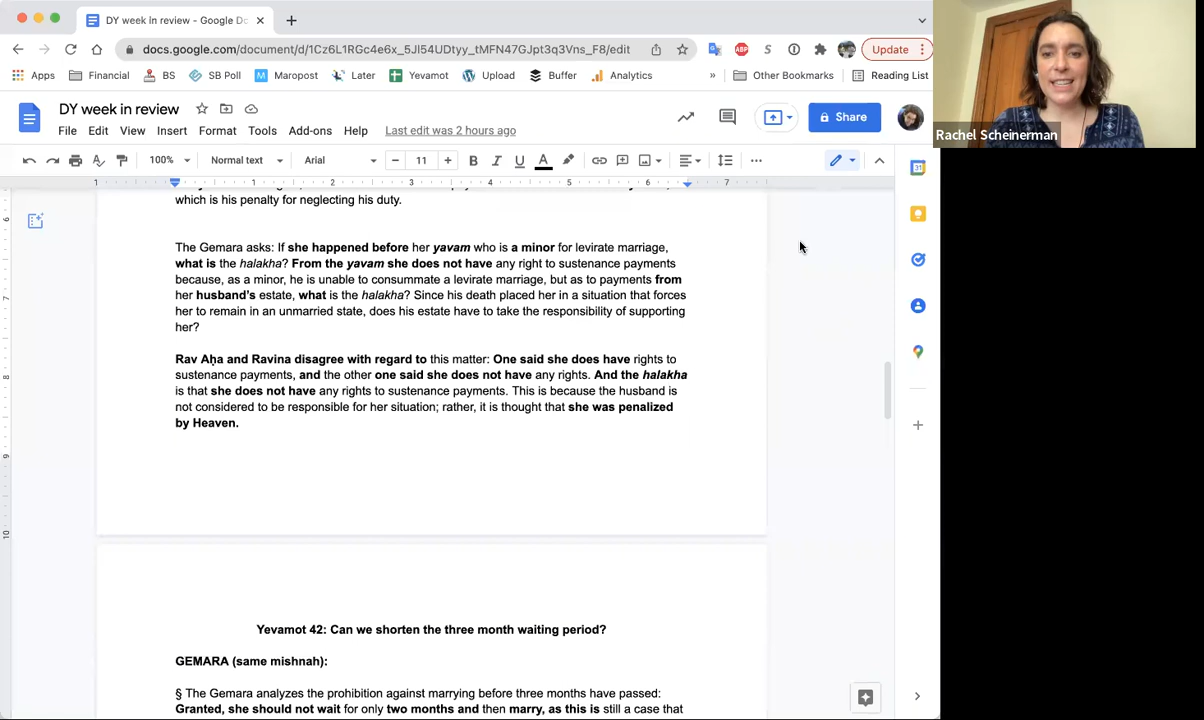 DY week in review - Google Do
docs.google.com/document/d/1Cz6L1RGc4e6x_5Jl54UDtyy_tMFN47GJpt3q3Vns_F8/edit
Update
Apps Financial BS SB Poll Maropost Later Yevamot Upload Buffer Analytics » Other Bookmarks Reading List
DY week in review
File Edit View Insert Format Tools Add-ons Help Last edit was 2 hours ago
Share
Rachel Scheinerman
100% Normal text Arial 11
1 1 2 3 4 5 6 7
which is his penalty for neglecting his duty.
The Gemara asks: If she happened before her yavam who is a minor for levirate marriage,
what is the halakha? From the yavam she does not have any right to sustenance payments
because, as a minor, he is unable to consummate a levirate marriage, but as to payments from
her husband's estate, what is the halakha? Since his death placed her in a situation that forces
her to remain in an unmarried state, does his estate have to take the responsibility of supporting
her?
Rav Aḥa and Ravina disagree with regard to this matter: One said she does have rights to
sustenance payments, and the other one said she does not have any rights. And the halakha
is that she does not have any rights to sustenance payments. This is because the husband is
not considered to be responsible for her situation; rather, it is thought that she was penalized
by Heaven.
Yevamot 42: Can we shorten the three month waiting period?
GEMARA (same mishnah):
§ The Gemara analyzes the prohibition against marrying before three months have passed:
Granted, she should not wait for only two months and then marry, as this is still a case that